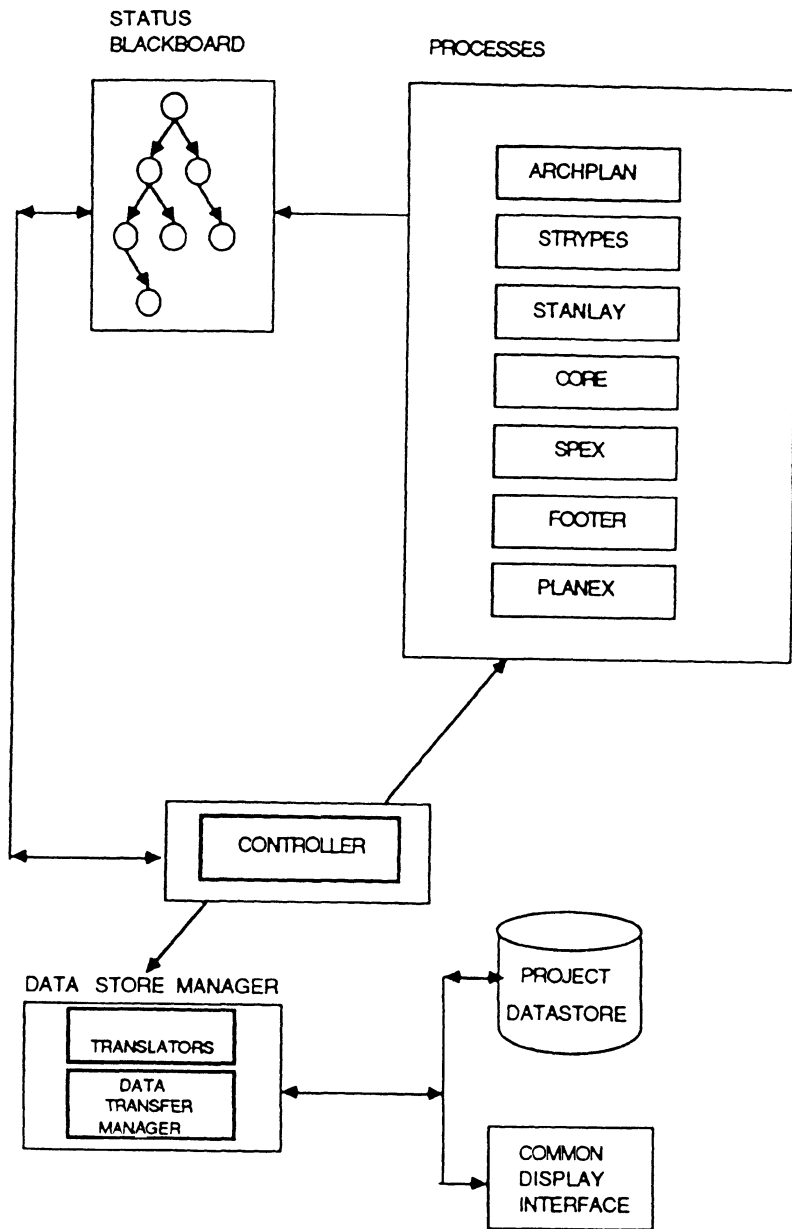 STATUS
BLACKBOARD
PROCESSES
ARCHPLAN
STRYPES
STANLAY
CORE
SPEX
FOOTER
PLANEX
CONTROLLER
DATA STORE MANAGER
TRANSLATORS
DATA
TRANSFER
MANAGER
PROJECT
DATASTORE
COMMON
DISPLAY
INTERFACE